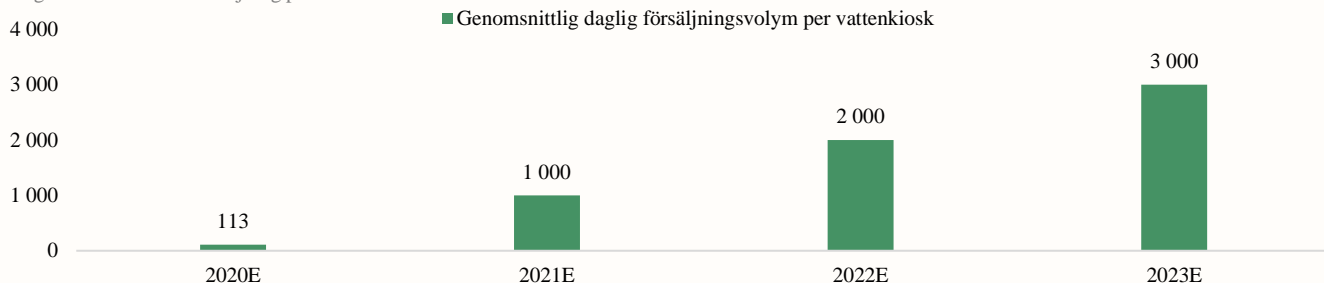 Genomsnittlig daglig försäljningsvolym per vattenkiosk
4 000
3 000
2 000
1 000
0
113
1 000
2 000
3 000
2020E
2021E
2022E
2023E